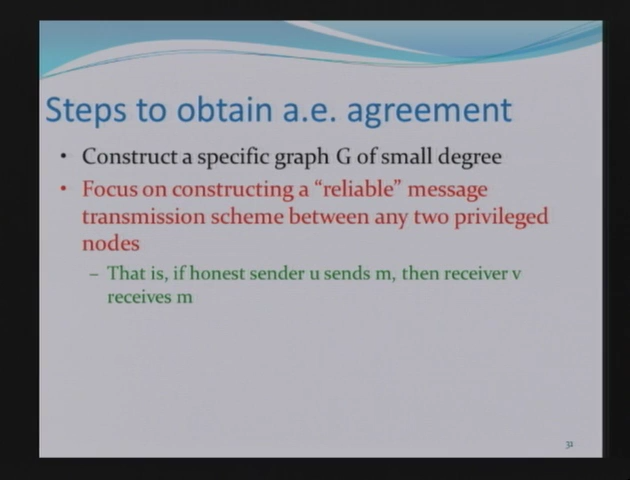 Steps to obtain a.e. agreement
• Construct a specific graph G of small degree
• Focus on constructing a “reliable” message
transmission scheme between any two privileged
nodes
– That is, if honest sender u sends m, then receiver v
receives m
32